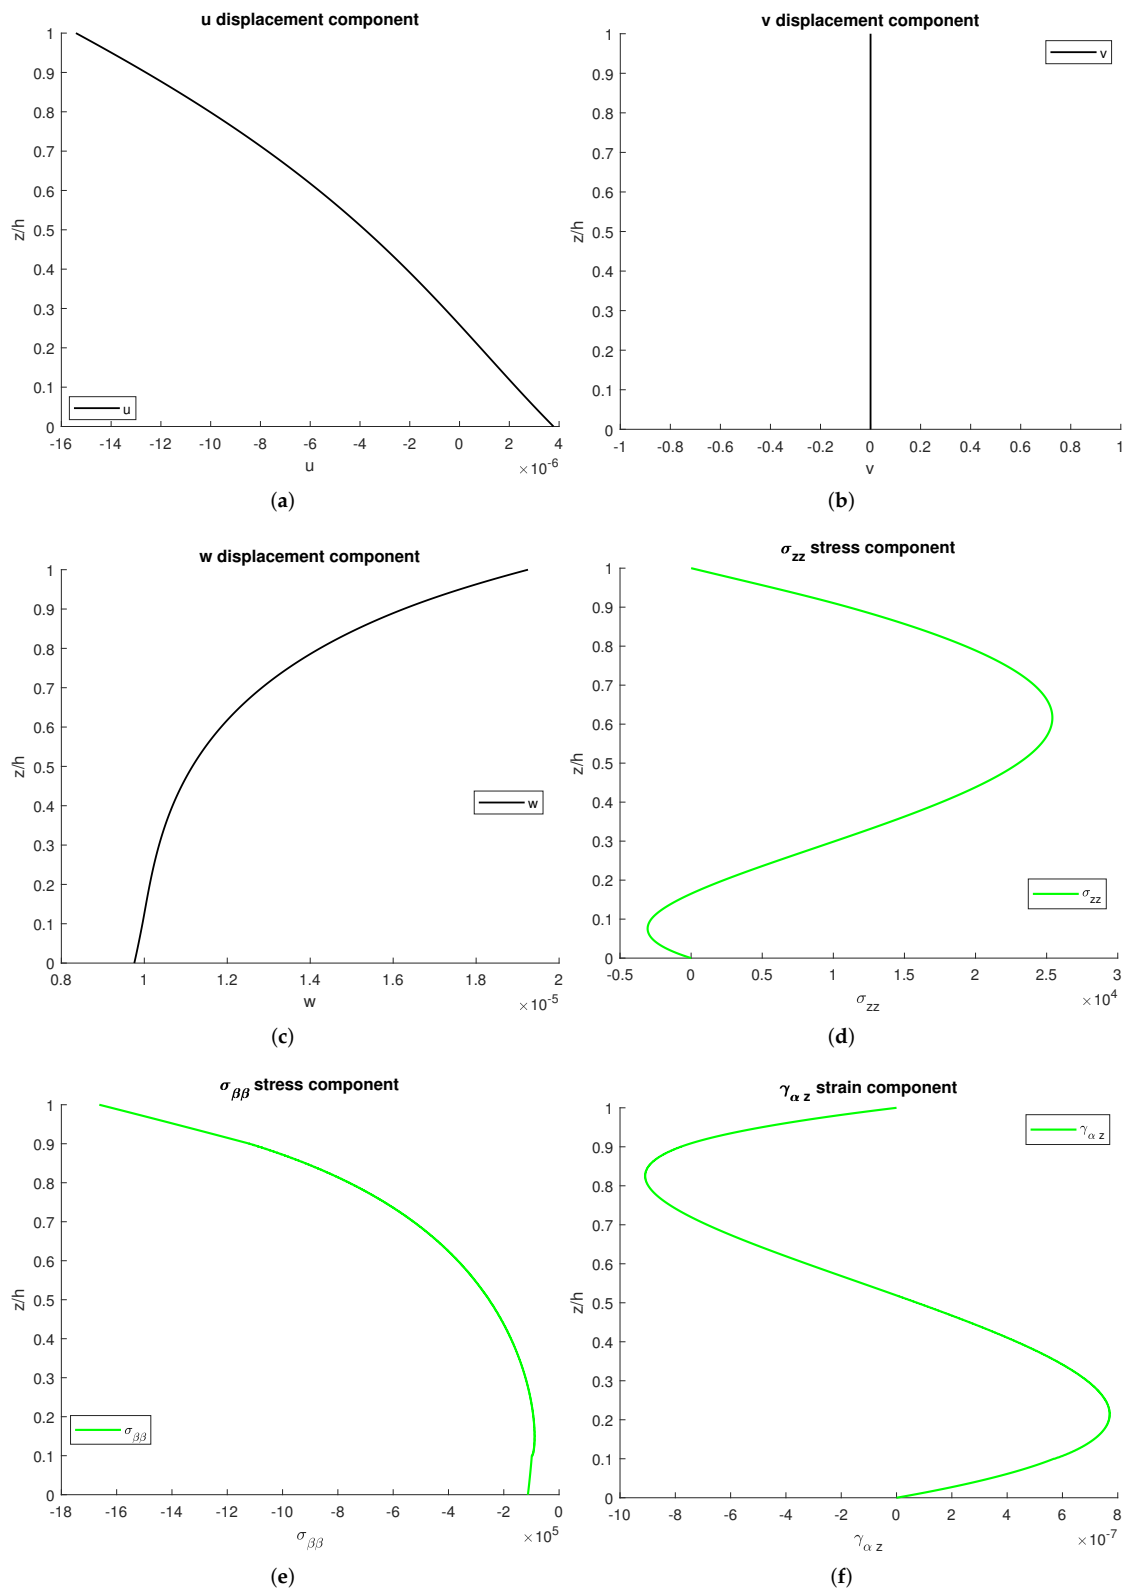 u displacement component
1
0.9
0.8
0.7
0.6
0.5
0.4
0.3
0.2
0.1
0
z/h
u
-16 -14 -12 -10 -8 -6 -4 -2 0 2 4
×10-6
u
(a)
v displacement component
1
0.9
0.8
0.7
0.6
0.5
0.4
0.3
0.2
0.1
0
z/h
v
-1 -0.8 -0.6 -0.4 -0.2 0 0.2 0.4 0.6 0.8 1
v
(b)
w displacement component
1
0.9
0.8
0.7
0.6
0.5
0.4
0.3
0.2
0.1
0
z/h
w
0.8 1 1.2 1.4 1.6 1.8 2
×10-5
w
(c)
σzz stress component
1
0.9
0.8
0.7
0.6
0.5
0.4
0.3
0.2
0.1
0
z/h
σzz
-0.5 0 0.5 1 1.5 2 2.5 3
×104
σzz
(d)
σββ stress component
1
0.9
0.8
0.7
0.6
0.5
0.4
0.3
0.2
0.1
0
z/h
σββ
-18 -16 -14 -12 -10 -8 -6 -4 -2 0
×105
σββ
(e)
γα z strain component
1
0.9
0.8
0.7
0.6
0.5
0.4
0.3
0.2
0.1
0
z/h
γα z
-10 -8 -6 -4 -2 0 2 4 6 8
×10-7
γα z
(f)